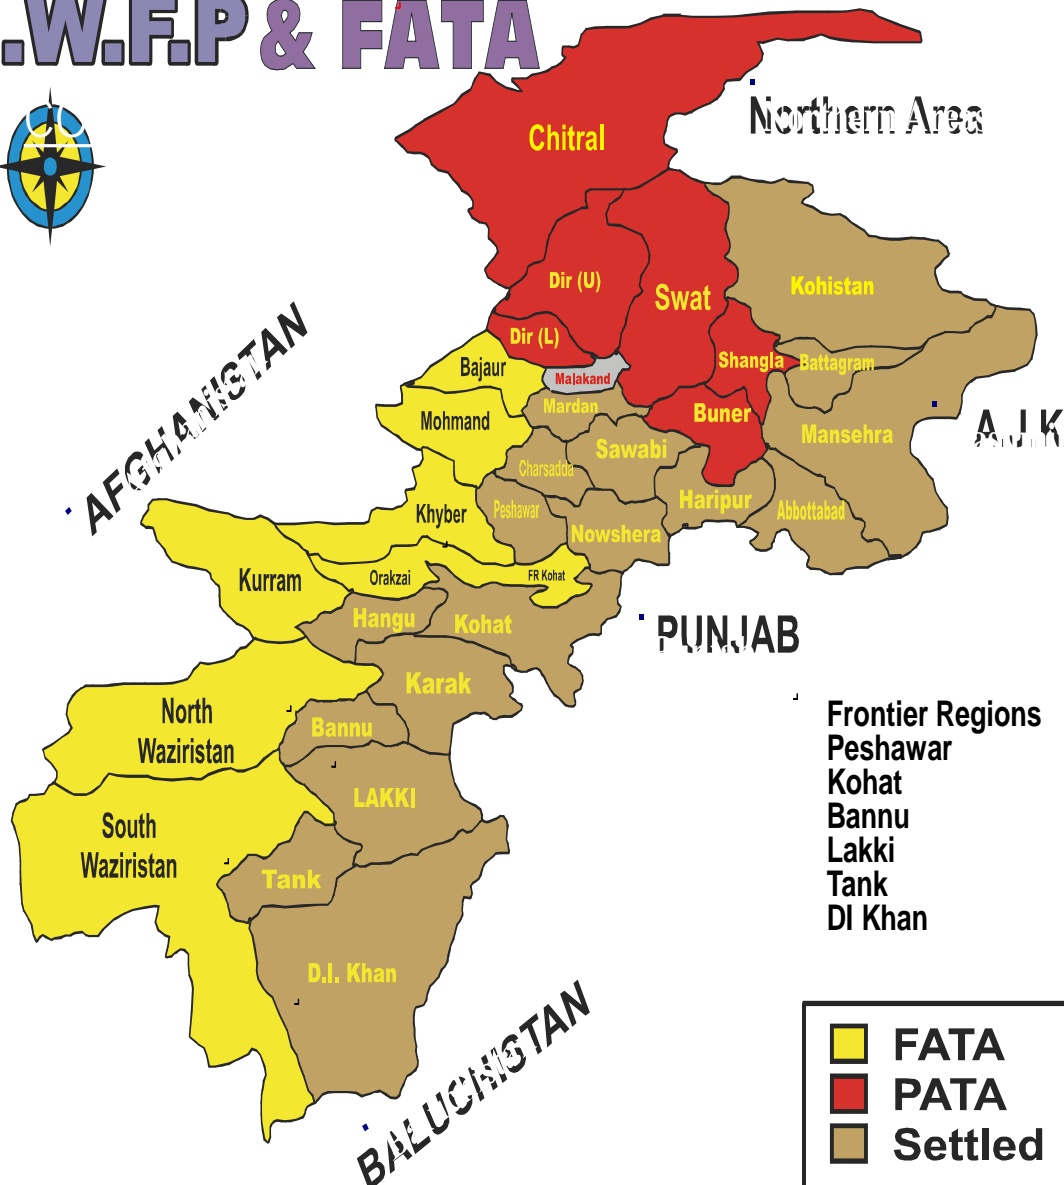 .W.F.P & FATA
Northern Area
Chitral
Dir (U)
Swat
Kohistan
Dir (L)
Shangla
Battagram
Bajaur
Malakand
Mardan
Buner
Mohmand
Mansehra
A.J.K
Sawabi
Charsadda
AFGHANISTAN
Khyber
Peshawar
Haripur
Abbottabad
Nowshera
Kurram
Orakzai
FR Kohat
Hangu
Kohat
PUNJAB
Karak
North
Waziristan
Bannu
Frontier Regions
Peshawar
Kohat
Bannu
Lakki
Tank
DI Khan
LAKKI
South
Waziristan
Tank
D.I. Khan
BALUCHISTAN
FATA
PATA
Settled